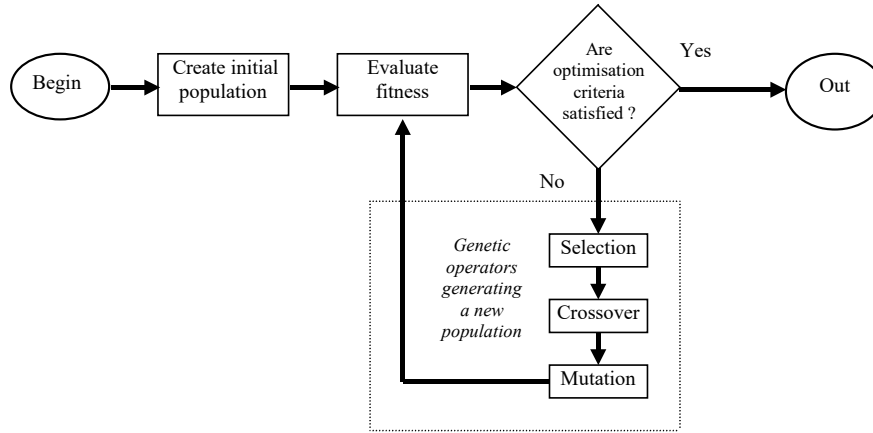 Begin
Create initial
population
Evaluate
fitness
Are
optimisation
criteria
satisfied ?
Yes
Out
No
Genetic
operators
generating
a new
population
Selection
Crossover
Mutation